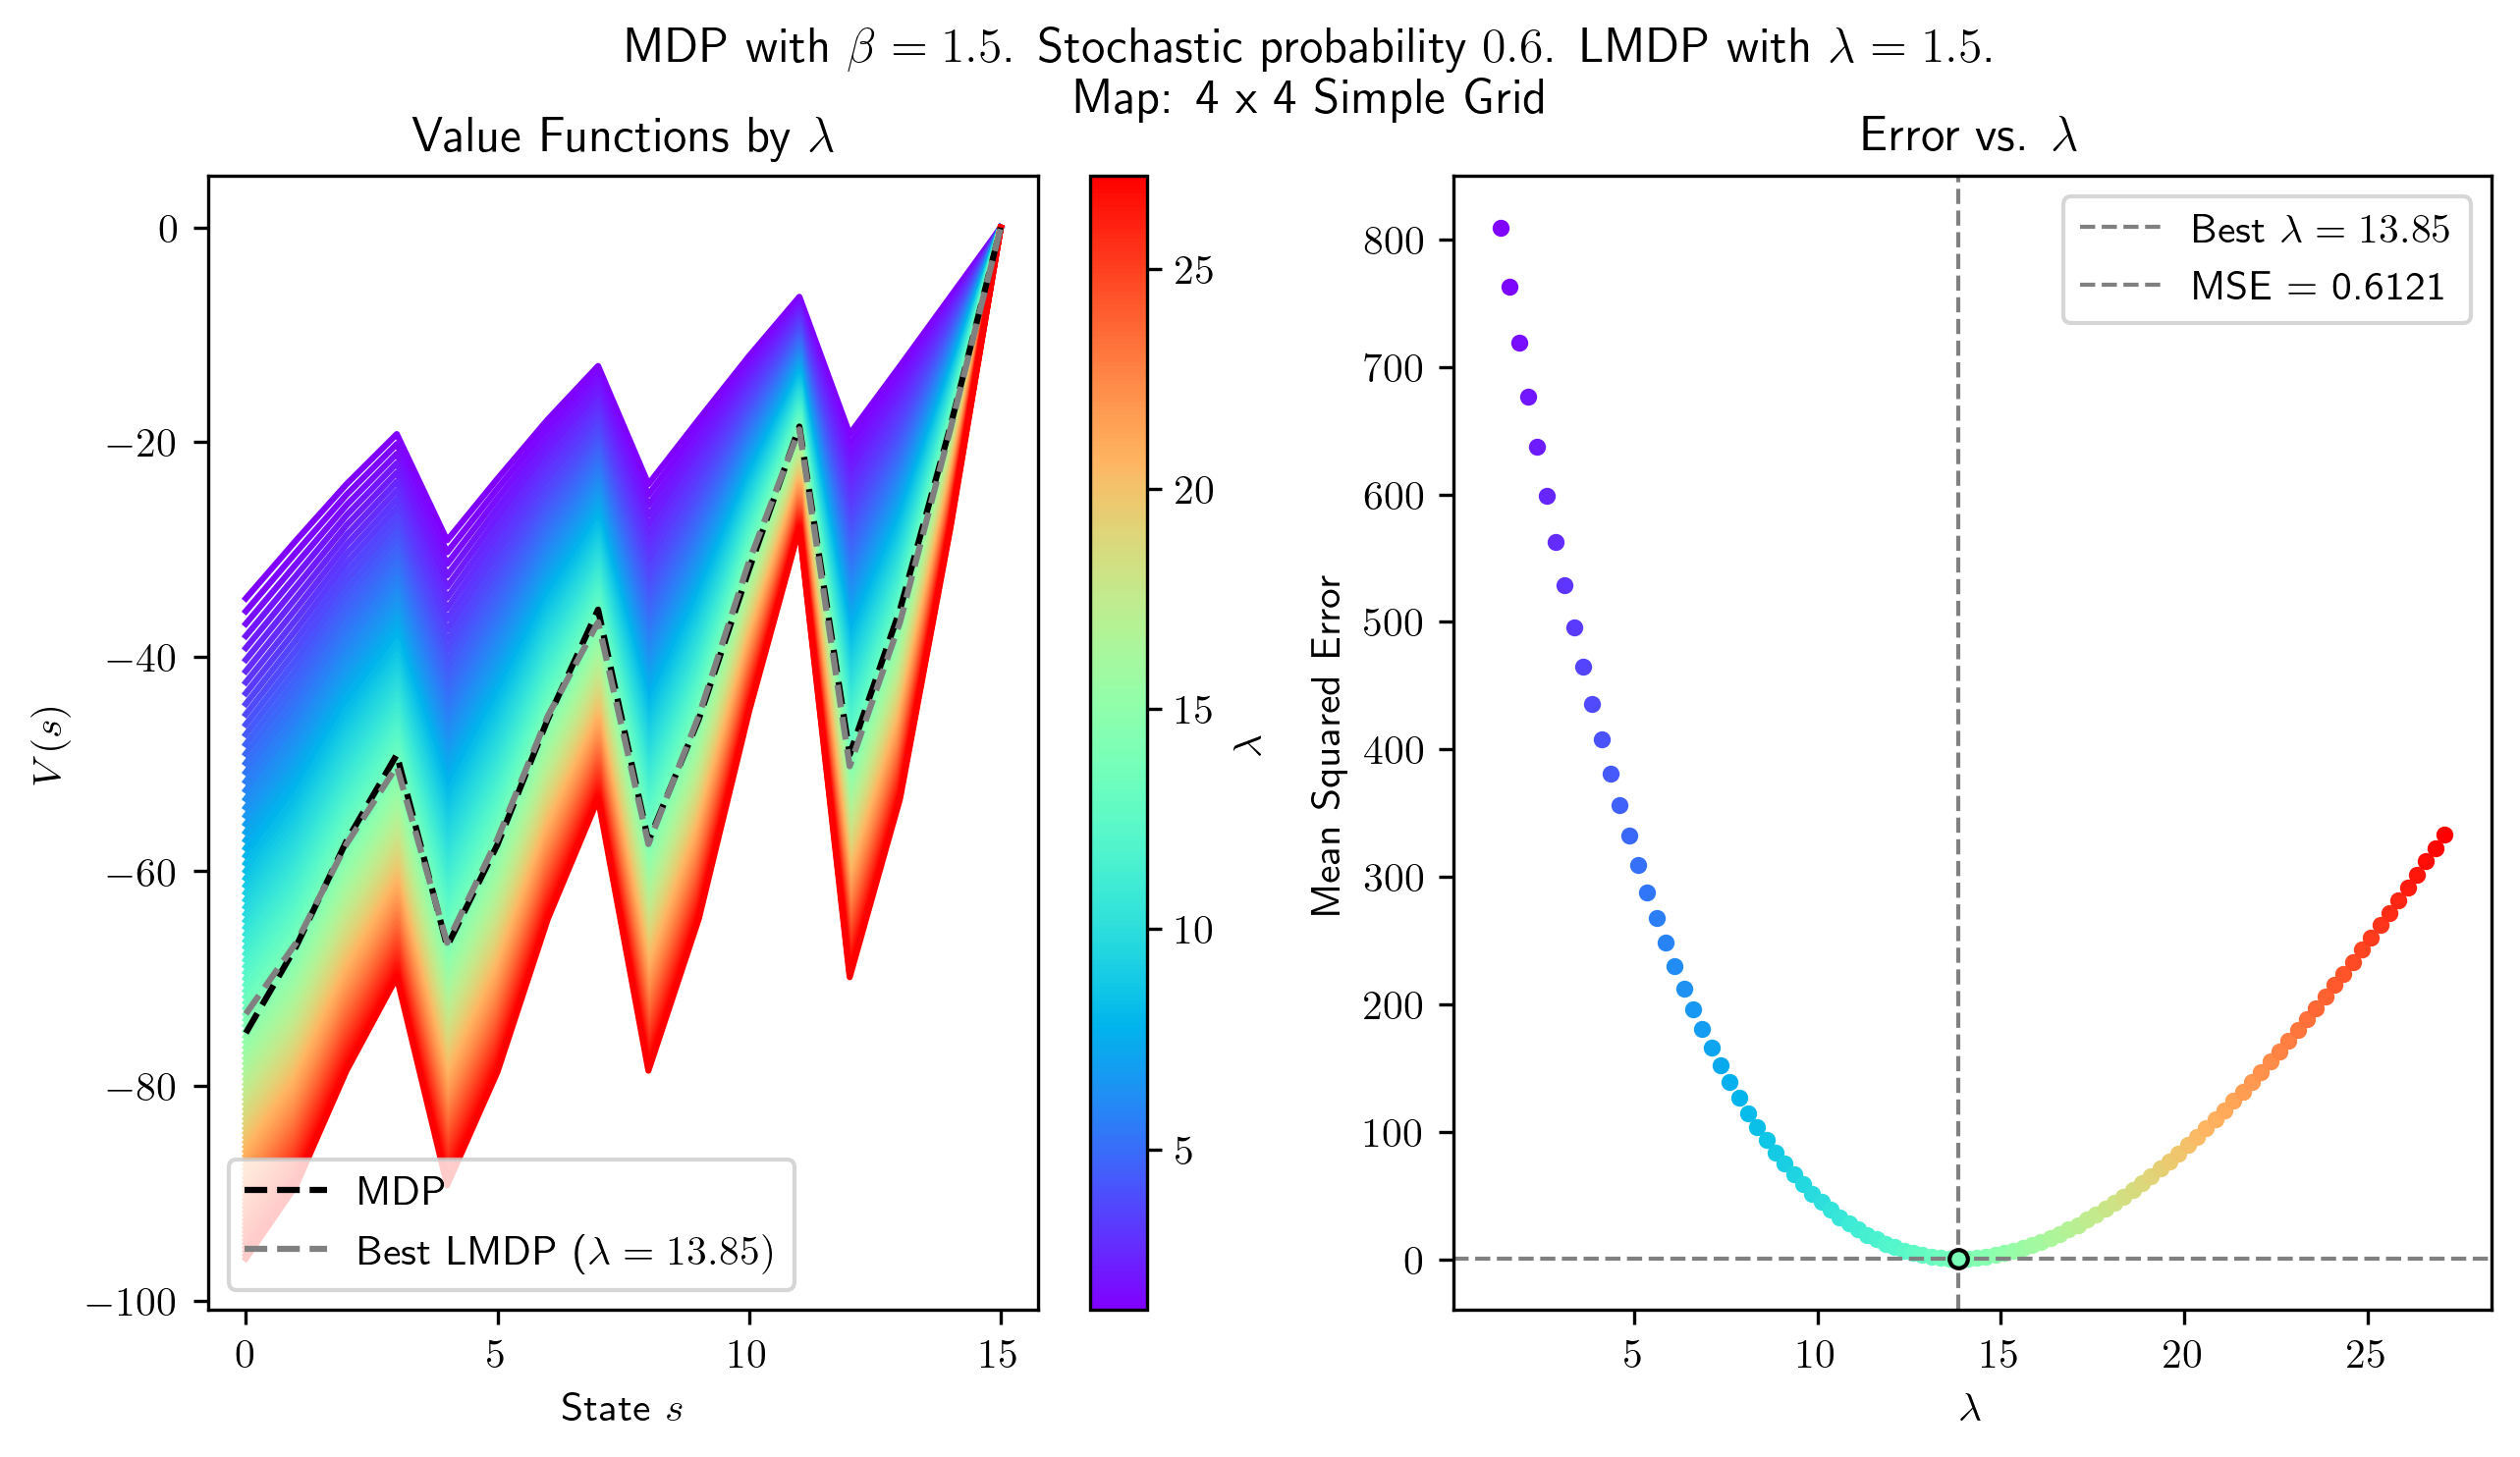 MDP with β = 1.5. Stochastic probability 0.6. LMDP with λ = 1.5.
Map: 4 x 4 Simple Grid
Value Functions by λ
0
−20
−40
−60
−80
−100
V(s)
0 5 10 15
State s
MDP
Best LMDP (λ = 13.85)
25
20
15
10
5
λ
Error vs. λ
800
700
600
500
400
300
200
100
0
Mean Squared Error
5 10 15 20 25
λ
Best λ = 13.85
MSE = 0.6121